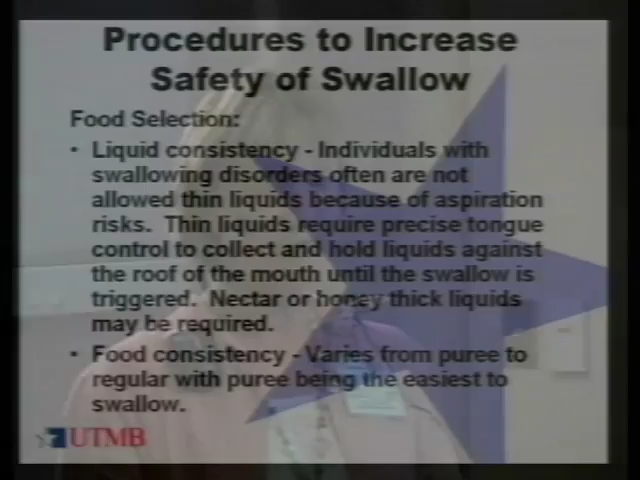 Procedures to Increase
Safety of Swallow
Food Selection:
• Liquid consistency - Individuals with
swallowing disorders often are not
allowed thin liquids because of aspiration
risks. Thin liquids require precise tongue
control to collect and hold liquids against
the roof of the mouth until the swallow is
triggered. Nectar or honey thick liquids
may be required.
• Food consistency - Varies from puree to
regular with puree being the easiest to
swallow.
UTMB